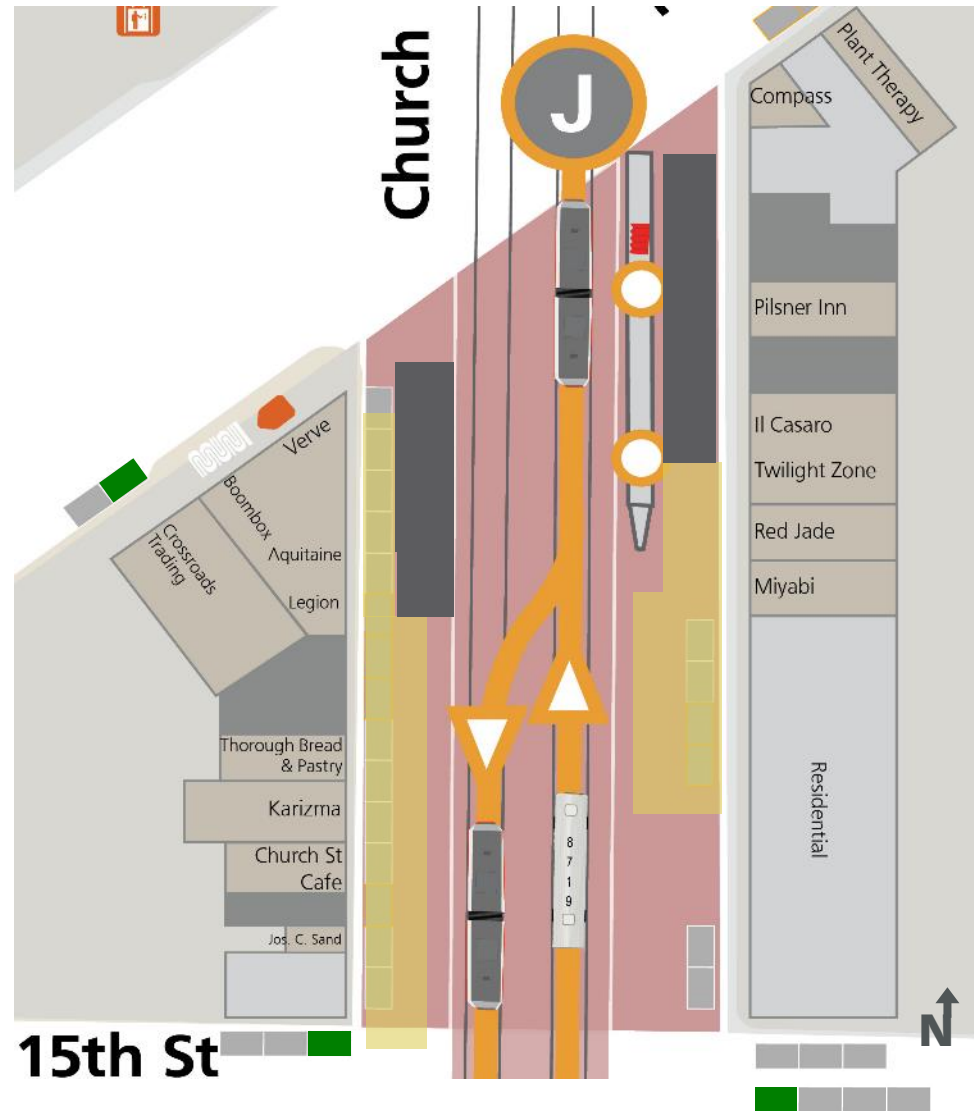 Church
J
Plant Therapy
Compass
Pilsner Inn
Il Casaro
Twilight Zone
Red Jade
Miyabi
Residential
Verve
Boombox
Aquitaine
Legion
Crossroads
Trading
Thorough Bread
& Pastry
Karizma
Church St
Cafe
Jos. C. Sand
8
7
1
9
15th St
N